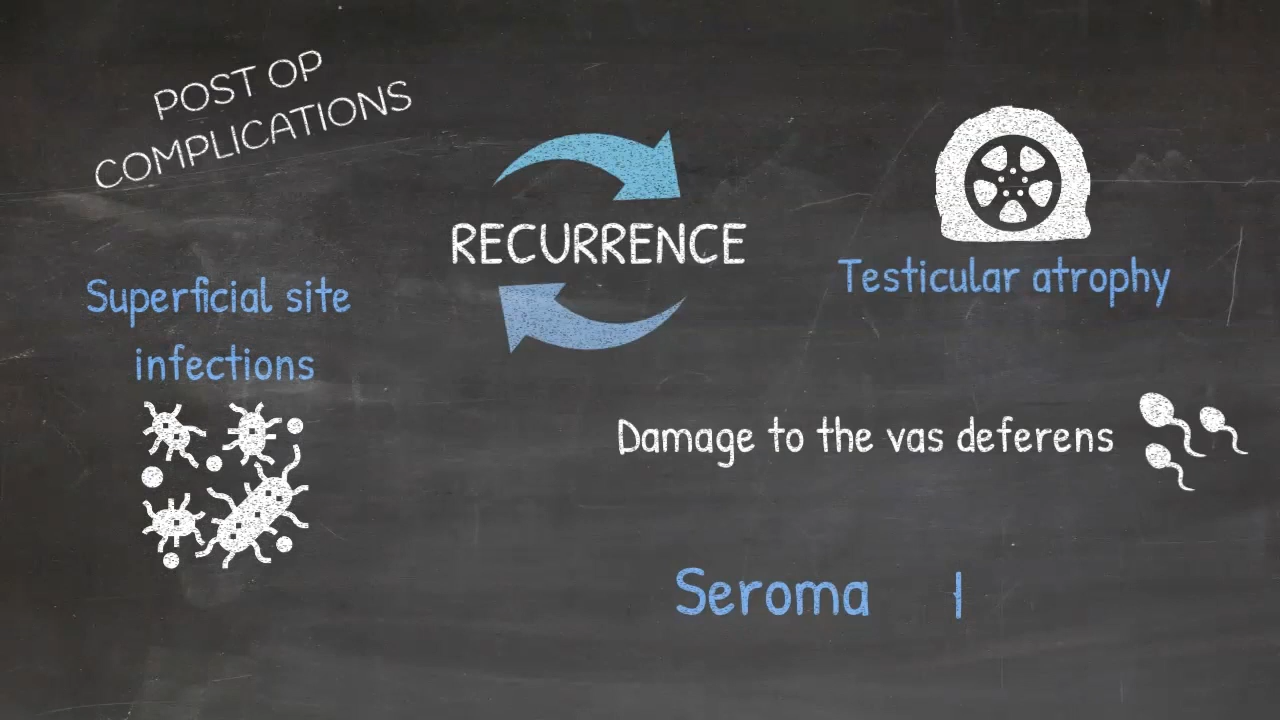 POST OP
COMPLICATIONS
RECURRENCE
Testicular atrophy
Superficial site
infections
Damage to the vas deferens
Seroma